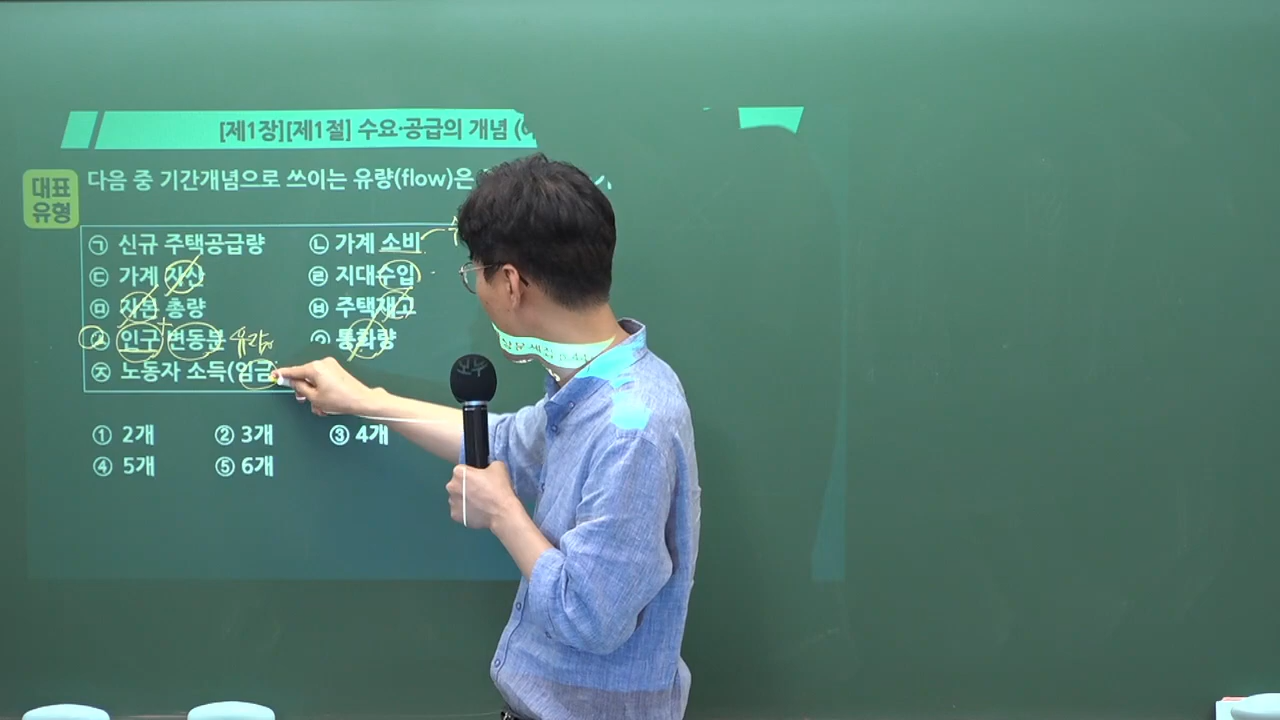 [제1장][제1절] 수요·공급의 개념
대표
유형
다음 중 기간개념으로 쓰이는 유량(flow)은
㉠ 신규 주택공급량 ㉡ 가계 소비
㉢ 가계 자산 ㉣ 지대수입
㉤ 자본 총량 ㉥ 주택재고
인구 변동분 유량 통화량
㉨ 노동자 소득(임금
① 2개 ② 3개 ③ 4개
④ 5개 ⑤ 6개